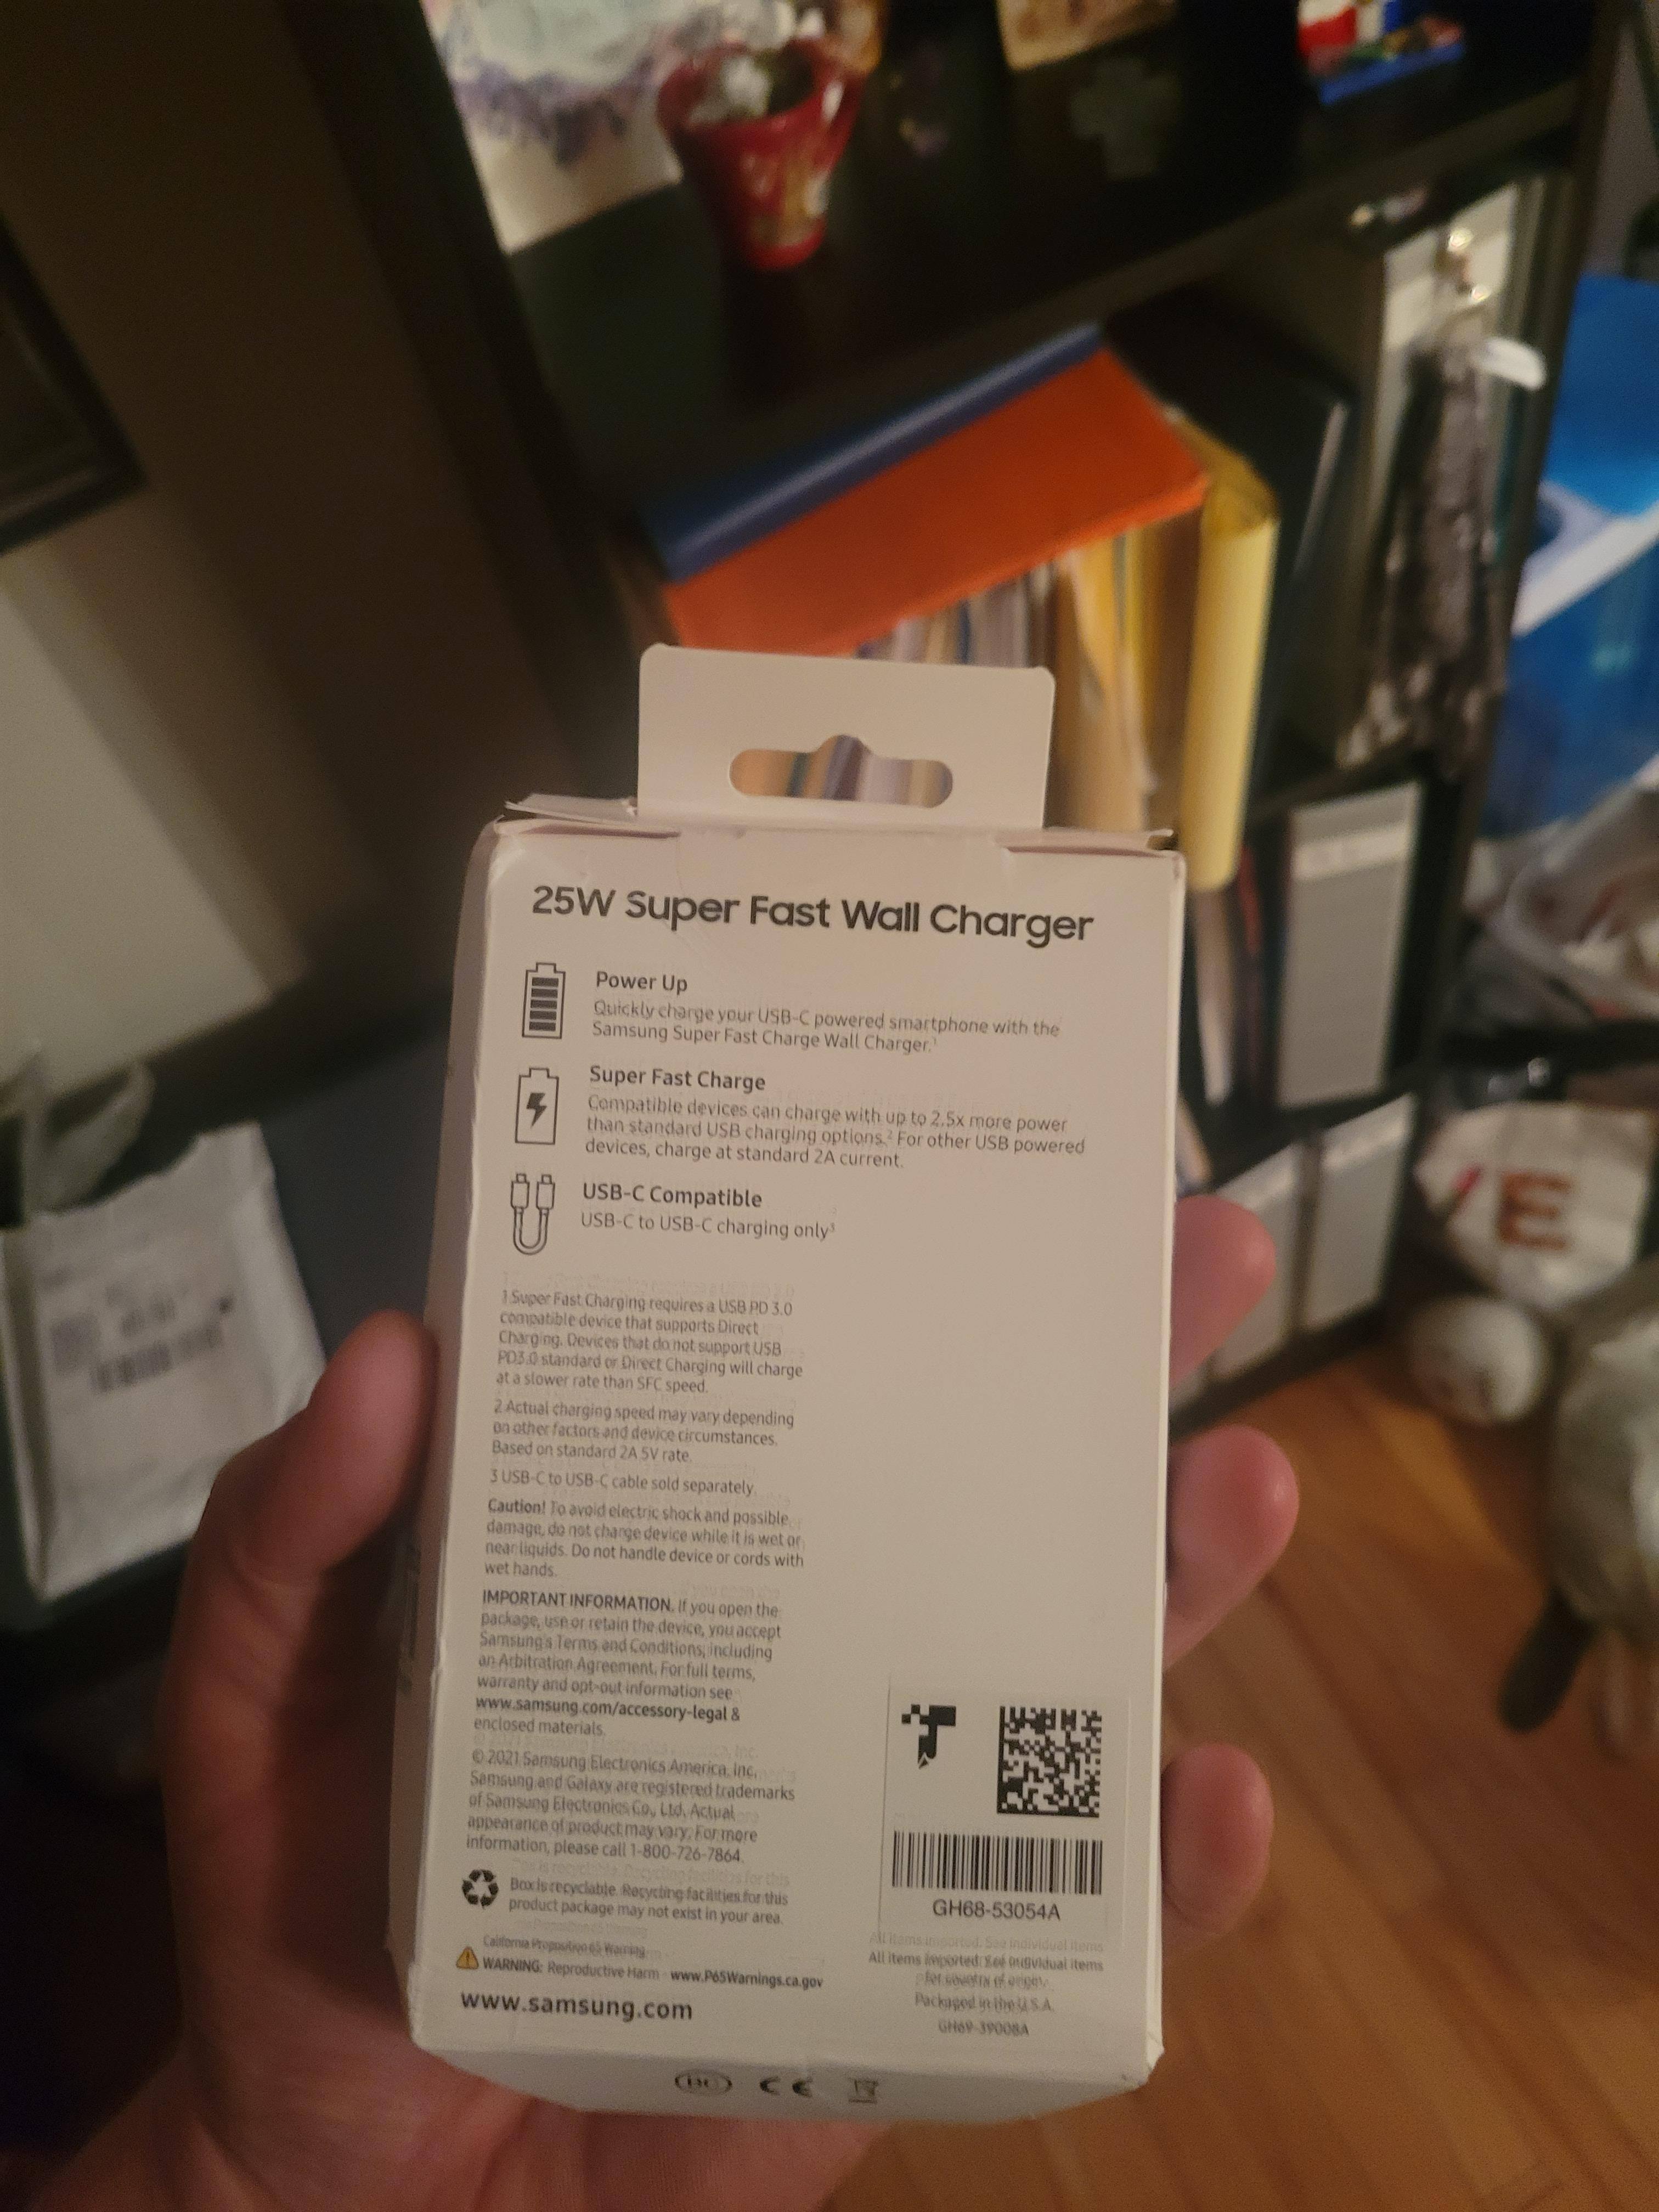 25W Super Fast Wall Charger
Power Up
Quickly charge your USB-C powered smartphone with the
Samsung Super Fast Charge Wall Charger.¹
Super Fast Charge
Compatible devices can charge with up to 2.5x more power
than standard USB charging options.² For other USB powered
devices, charge at standard 2A current.
USB-C Compatible
USB-C to USB-C charging only³
1 Super Fast Charging requires a USB PD 3.0
compatible device that supports Direct
Charging. Devices that do not support USB
PD3.0 standard or Direct Charging will charge
at a slower rate than SFC speed.
2 Actual charging speed may vary depending
on other factors and device circumstances.
Based on standard 2A 5V rate.
3 USB-C to USB-C cable sold separately.
Caution! To avoid electric shock and possible
damage, do not charge device while it is wet or
near liquids. Do not handle device or cords with
wet hands.
IMPORTANT INFORMATION. If you open the
package, use or retain the device, you accept
Samsung's Terms and Conditions, including
an Arbitration Agreement. For full terms,
warranty and opt-out information see
www.samsung.com/accessory-legal &
enclosed materials.
© 2021 Samsung Electronics America, Inc.
Samsung and Galaxy are registered trademarks
of Samsung Electronics Co., Ltd. Actual
appearance of product may vary. For more
information, please call 1-800-726-7864.
Box is recyclable. Recycling facilities for this
product package may not exist in your area.
California Proposition 65 Warning
WARNING: Reproductive Harm - www.P65Warnings.ca.gov
www.samsung.com
GH68-53054A
All items imported. See individual items
for country of origin.
Packaged in the U.S.A.
GH69-39008A
CE
E